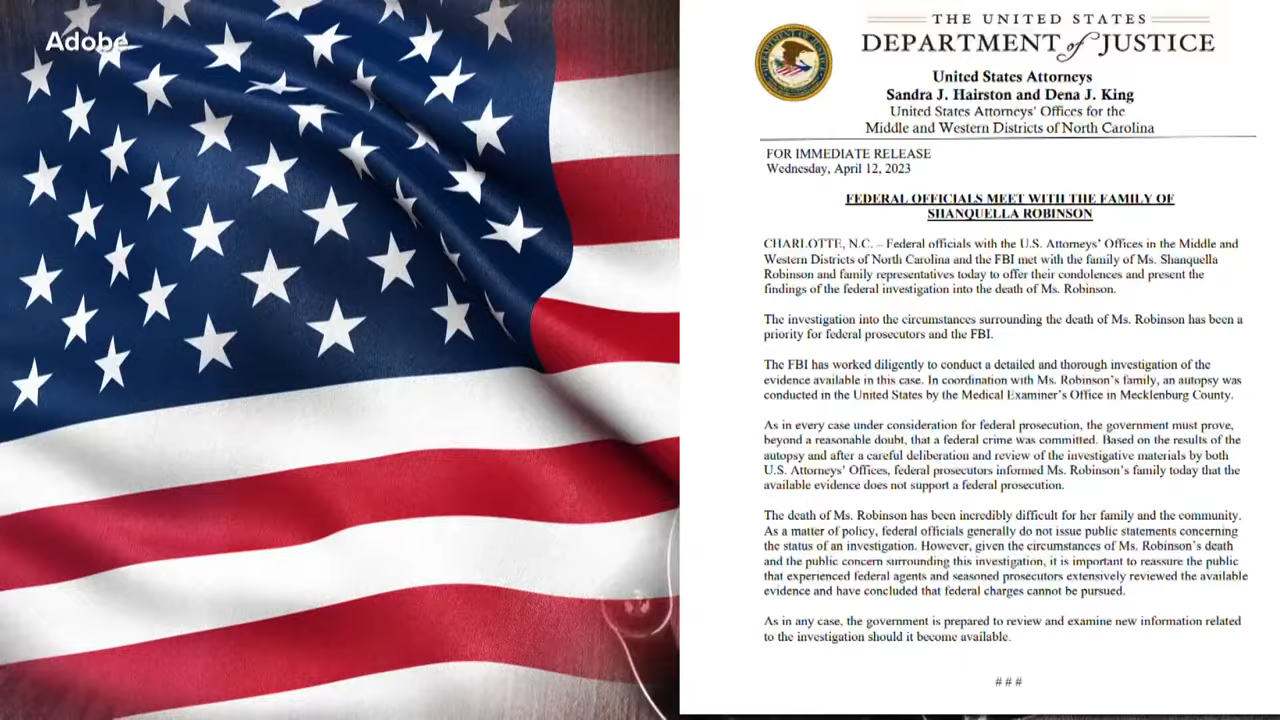 Adobe
THE UNITED STATES
DEPARTMENT of JUSTICE
United States Attorneys
Sandra J. Hairston and Dena J. King
United States Attorneys' Offices for the
Middle and Western Districts of North Carolina
FOR IMMEDIATE RELEASE
Wednesday, April 12, 2023
FEDERAL OFFICIALS MEET WITH THE FAMILY OF
SHANQUELLA ROBINSON
CHARLOTTE, N.C. – Federal officials with the U.S. Attorneys' Offices in the Middle and
Western Districts of North Carolina and the FBI met with the family of Ms. Shanquella
Robinson and family representatives today to offer their condolences and present the
findings of the federal investigation into the death of Ms. Robinson.
The investigation into the circumstances surrounding the death of Ms. Robinson has been a
priority for federal prosecutors and the FBI.
The FBI has worked diligently to conduct a detailed and thorough investigation of the
evidence available in this case. In coordination with Ms. Robinson's family, an autopsy was
conducted in the United States by the Medical Examiner's Office in Mecklenburg County.
As in every case under consideration for federal prosecution, the government must prove,
beyond a reasonable doubt, that a federal crime was committed. Based on the results of the
autopsy and after a careful deliberation and review of the investigative materials by both
U.S. Attorneys' Offices, federal prosecutors informed Ms. Robinson's family today that the
available evidence does not support a federal prosecution.
The death of Ms. Robinson has been incredibly difficult for her family and the community.
As a matter of policy, federal officials generally do not issue public statements concerning
the status of an investigation. However, given the circumstances of Ms. Robinson's death
and the public concern surrounding this investigation, it is important to reassure the public
that experienced federal agents and seasoned prosecutors extensively reviewed the available
evidence and have concluded that federal charges cannot be pursued.
As in any case, the government is prepared to review and examine new information related
to the investigation should it become available.
# # #